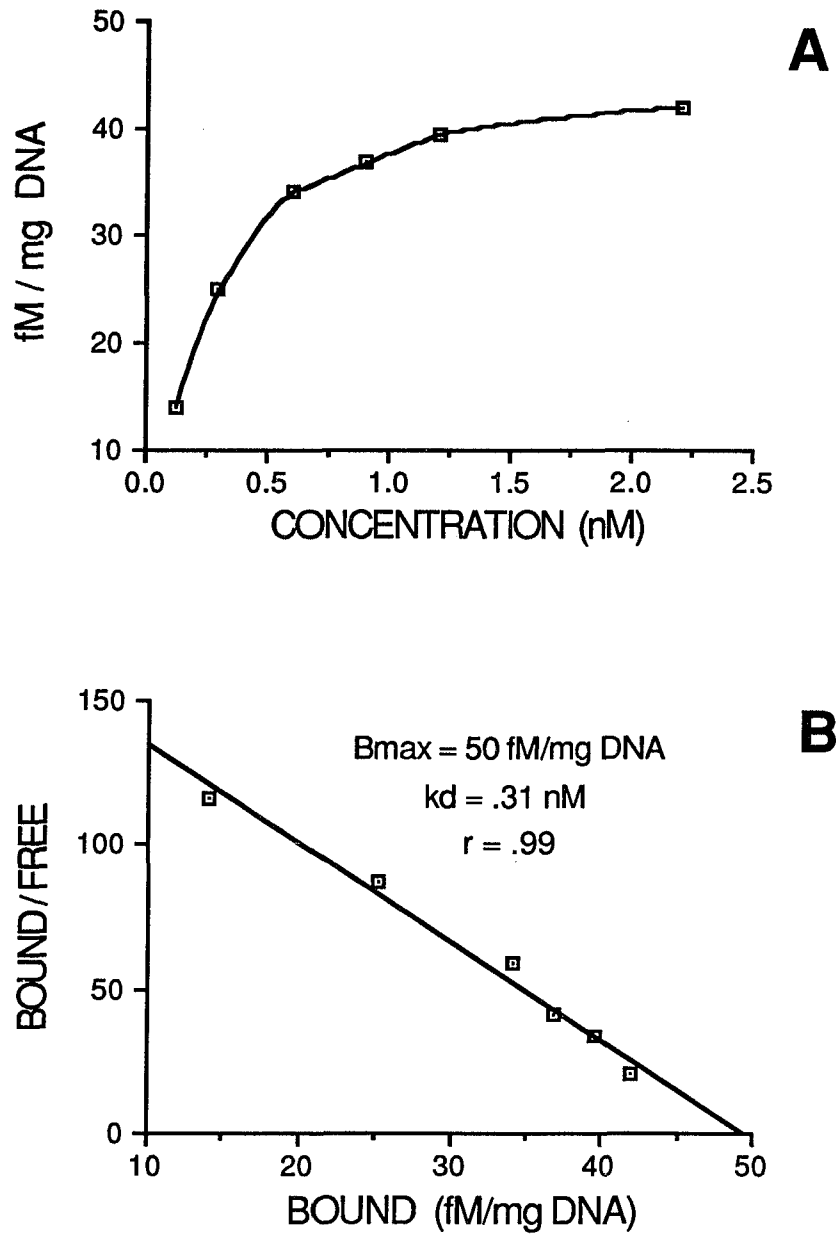 A
50
40
30
20
10
fM / mg DNA
0.0 0.5 1.0 1.5 2.0 2.5
CONCENTRATION (nM)
B
150
100
50
0
BOUND / FREE
Bmax = 50 fM/mg DNA
kd = .31 nM
r = .99
10 20 30 40 50
BOUND (fM/mg DNA)